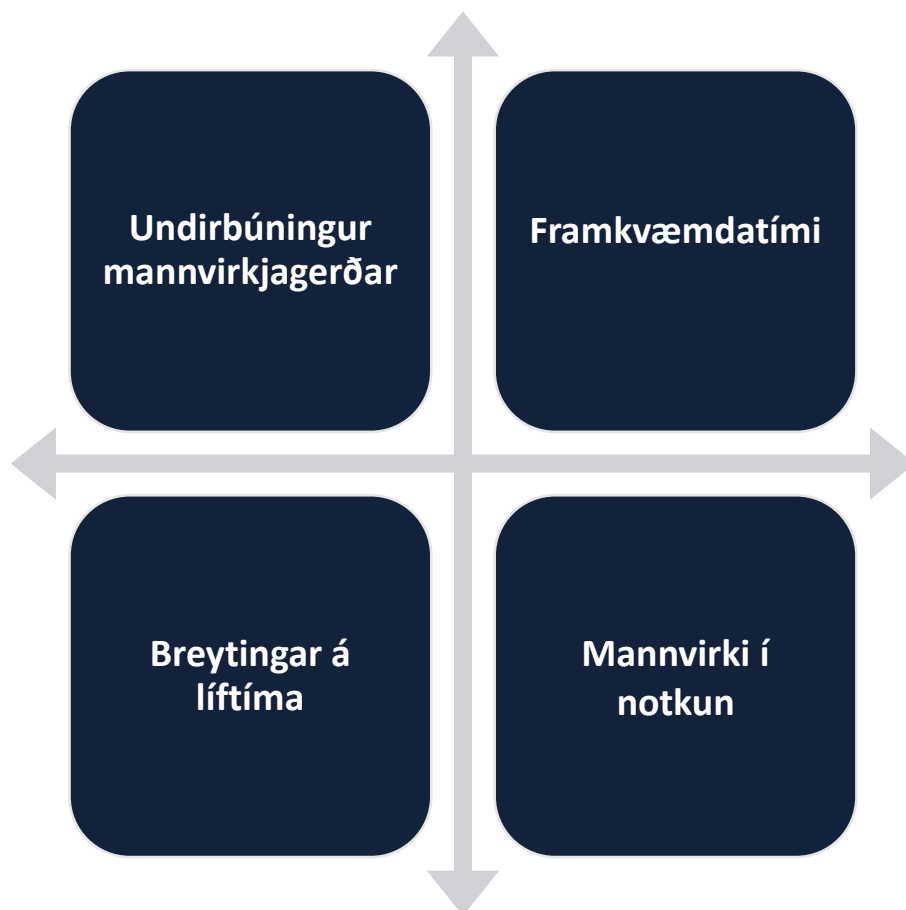 Undirbúningur
mannvirkjagerðar
Framkvæmdatími
Breytingar á
líftíma
Mannvirki í
notkun